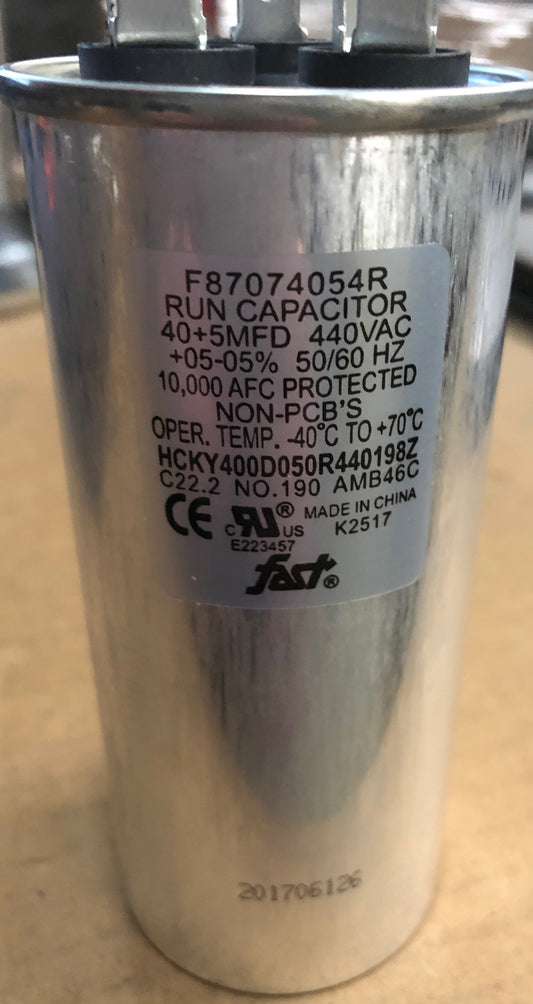 F87074054R
RUN CAPACITOR
40+5MFD 440VAC
+05-05% 50/60 HZ
10,000 AFC PROTECTED
NON-PCB'S
OPER. TEMP. -40°C TO +70°C
HCKY400D050R440198Z
C22.2 NO.190 AMB46C
CE C RU® US MADE IN CHINA
E223457 K2517
fast®
201706126